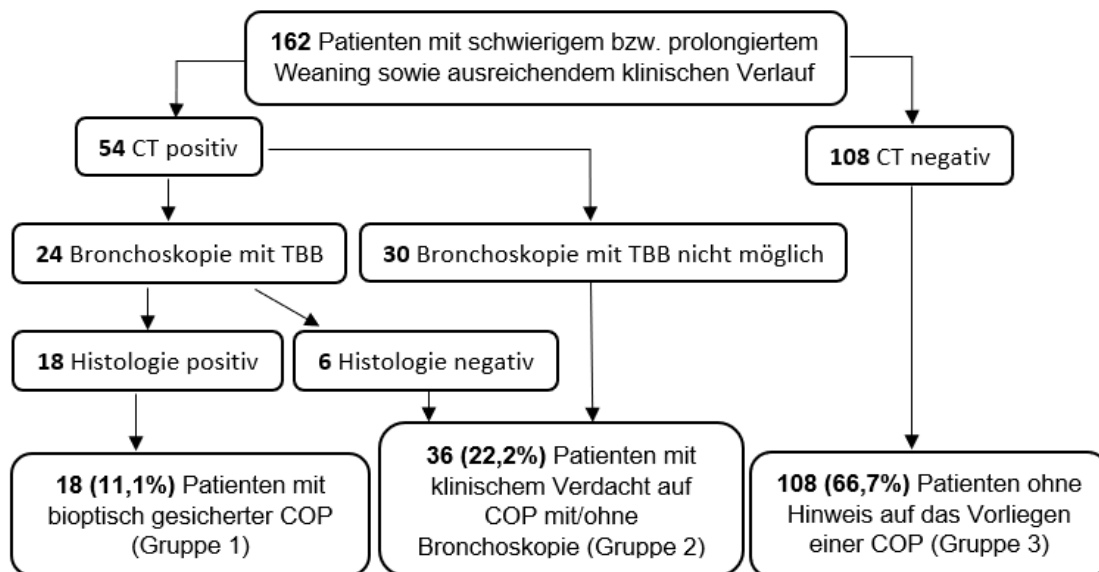 162 Patienten mit schwierigem bzw. prolongiertem
Weaning sowie ausreichendem klinischen Verlauf
54 CT positiv
108 CT negativ
24 Bronchoskopie mit TBB
30 Bronchoskopie mit TBB nicht möglich
18 Histologie positiv
6 Histologie negativ
18 (11,1%) Patienten mit
bioptisch gesicherter COP
(Gruppe 1)
36 (22,2%) Patienten mit
klinischem Verdacht auf
COP mit/ohne
Bronchoskopie (Gruppe 2)
108 (66,7%) Patienten ohne
Hinweis auf das Vorliegen
einer COP (Gruppe 3)